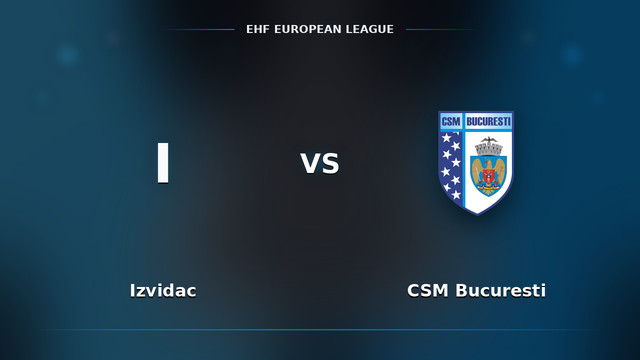 EHF EUROPEAN LEAGUE
I
VS
CSM BUCURESTI
Izvidac
CSM Bucuresti